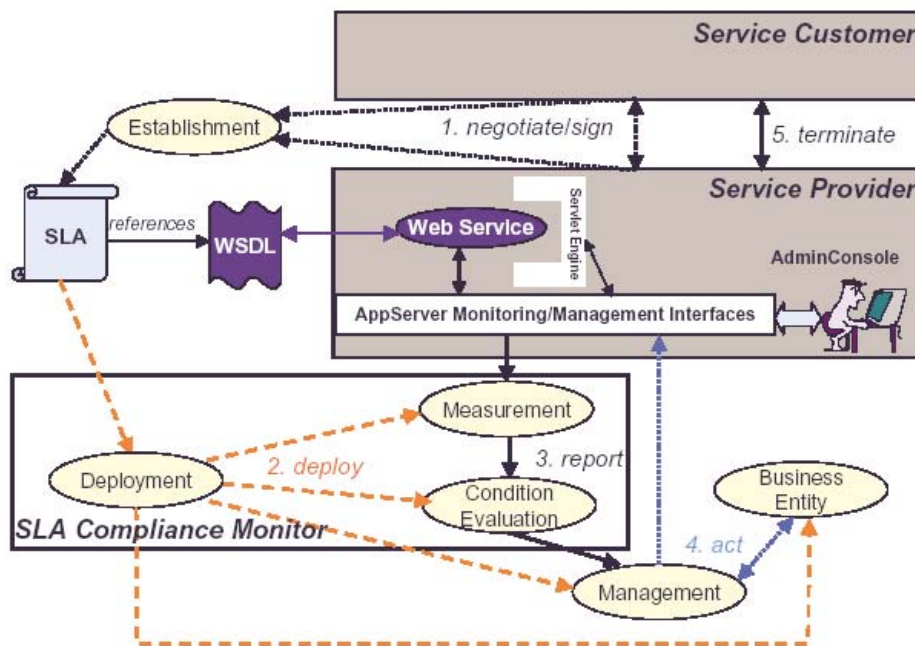 Service Customer
Establishment
1. negotiate/sign
5. terminate
Service Provider
SLA
references
WSDL
Web Service
Servlet
Engine
AdminConsole
AppServer Monitoring/Management Interfaces
Measurement
Deployment
2. deploy
3. report
Condition
Evaluation
Business
Entity
SLA Compliance Monitor
4. act
Management